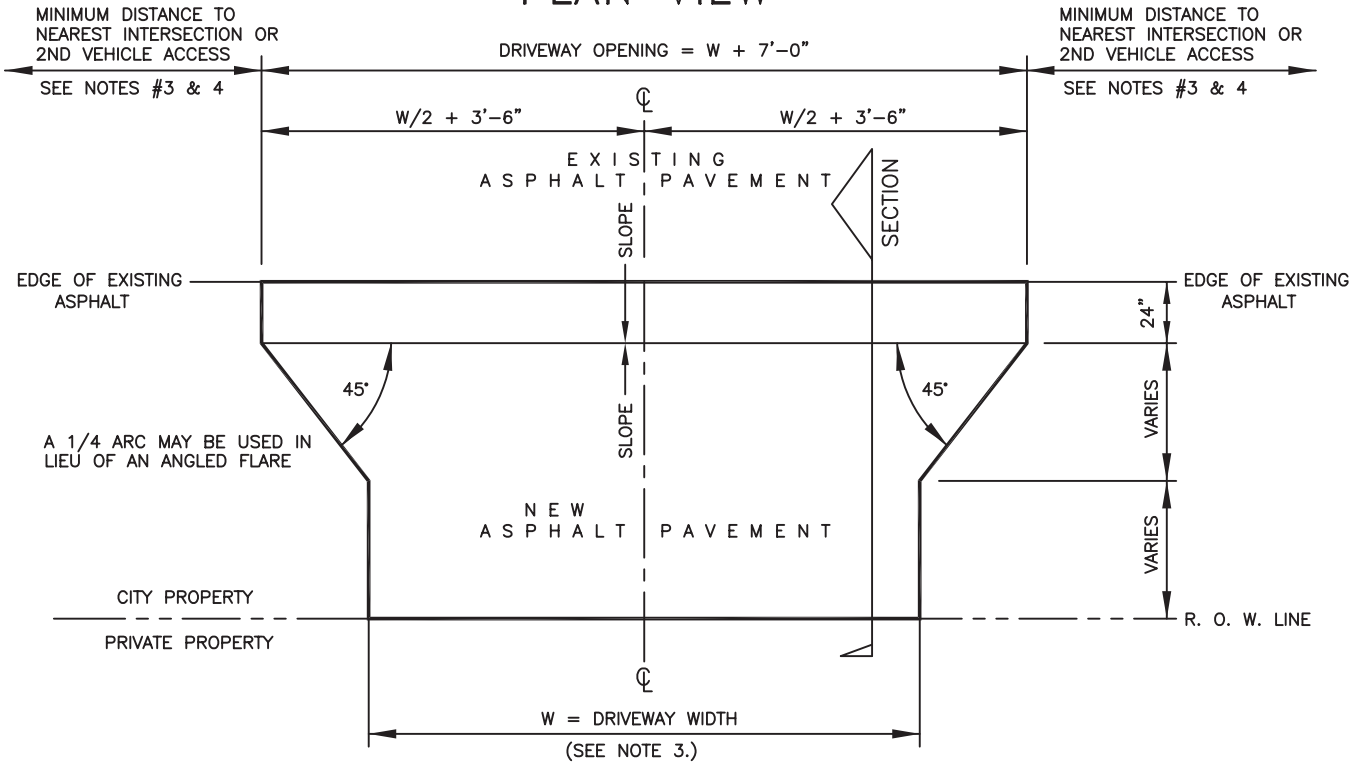 MINIMUM DISTANCE TO
NEAREST INTERSECTION OR
2ND VEHICLE ACCESS
SEE NOTES #3 & 4
DRIVEWAY OPENING = W + 7'-0"
MINIMUM DISTANCE TO
NEAREST INTERSECTION OR
2ND VEHICLE ACCESS
SEE NOTES #3 & 4
℄
W/2 + 3'-6"
W/2 + 3'-6"
EXISTING
ASPHALT PAVEMENT
SLOPE
SECTION
EDGE OF EXISTING
ASPHALT
EDGE OF EXISTING
ASPHALT
24"
45°
45°
SLOPE
VARIES
A 1/4 ARC MAY BE USED IN
LIEU OF AN ANGLED FLARE
NEW
ASPHALT PAVEMENT
VARIES
CITY PROPERTY
R. O. W. LINE
PRIVATE PROPERTY
℄
W = DRIVEWAY WIDTH
(SEE NOTE 3.)